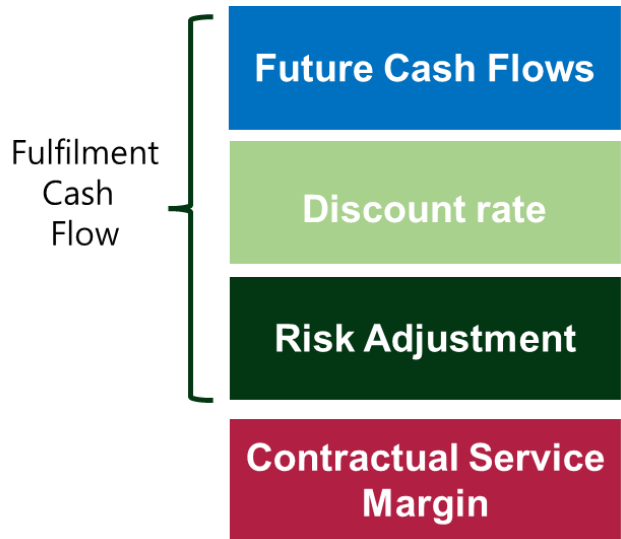 Future Cash Flows
Fulfilment
Cash
Flow
Discount rate
Risk Adjustment
Contractual Service
Margin